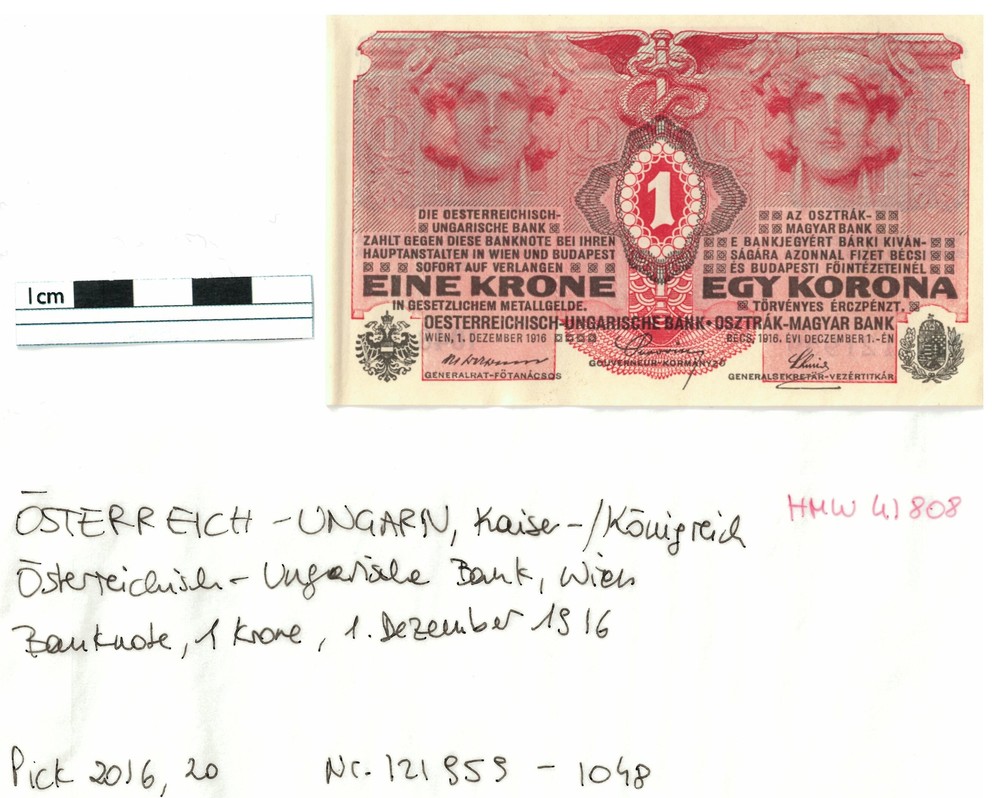 1cm
1 1
1
DIE OESTERREICHISCH-
UNGARISCHE BANK
ZAHLT GEGEN DIESE BANKNOTE BEI IHREN
HAUPTANSTALTEN IN WIEN UND BUDAPEST
SOFORT AUF VERLANGEN
EINE KRONE
IN GESETZLICHEM METALLGELDE.
AZ OSZTRÁK-
MAGYAR BANK
E BANKJEGYÉRT BÁRKI KIVÁN-
SÁGÁRA AZONNAL FIZET BÉCSI
ÉS BUDAPESTI FŐINTÉZETEINÉL
EGY KORONA
TÖRVÉNYES ÉRCZPÉNZT.
OESTERREICHISCH-UNGARISCHE BANK • OSZTRÁK-MAGYAR BANK
WIEN, 1. DEZEMBER 1916
BÉCS, 1916. ÉVI DECZEMBER 1.-ÉN
GENERALRAT-FŐTANÁCSOS
GOUVERNEUR-KORMÁNYZÓ
GENERALSEKRETÄR-VEZÉRTITKÁR
ÖSTERREICH - UNGARN, Kaiser-/Königreich
HMW 41808
Österreichisch - Ungarische Bank, Wien
Banknote, 1 Krone, 1. Dezember 1916
Pick 2016, 20
Nr. 121959 - 1048